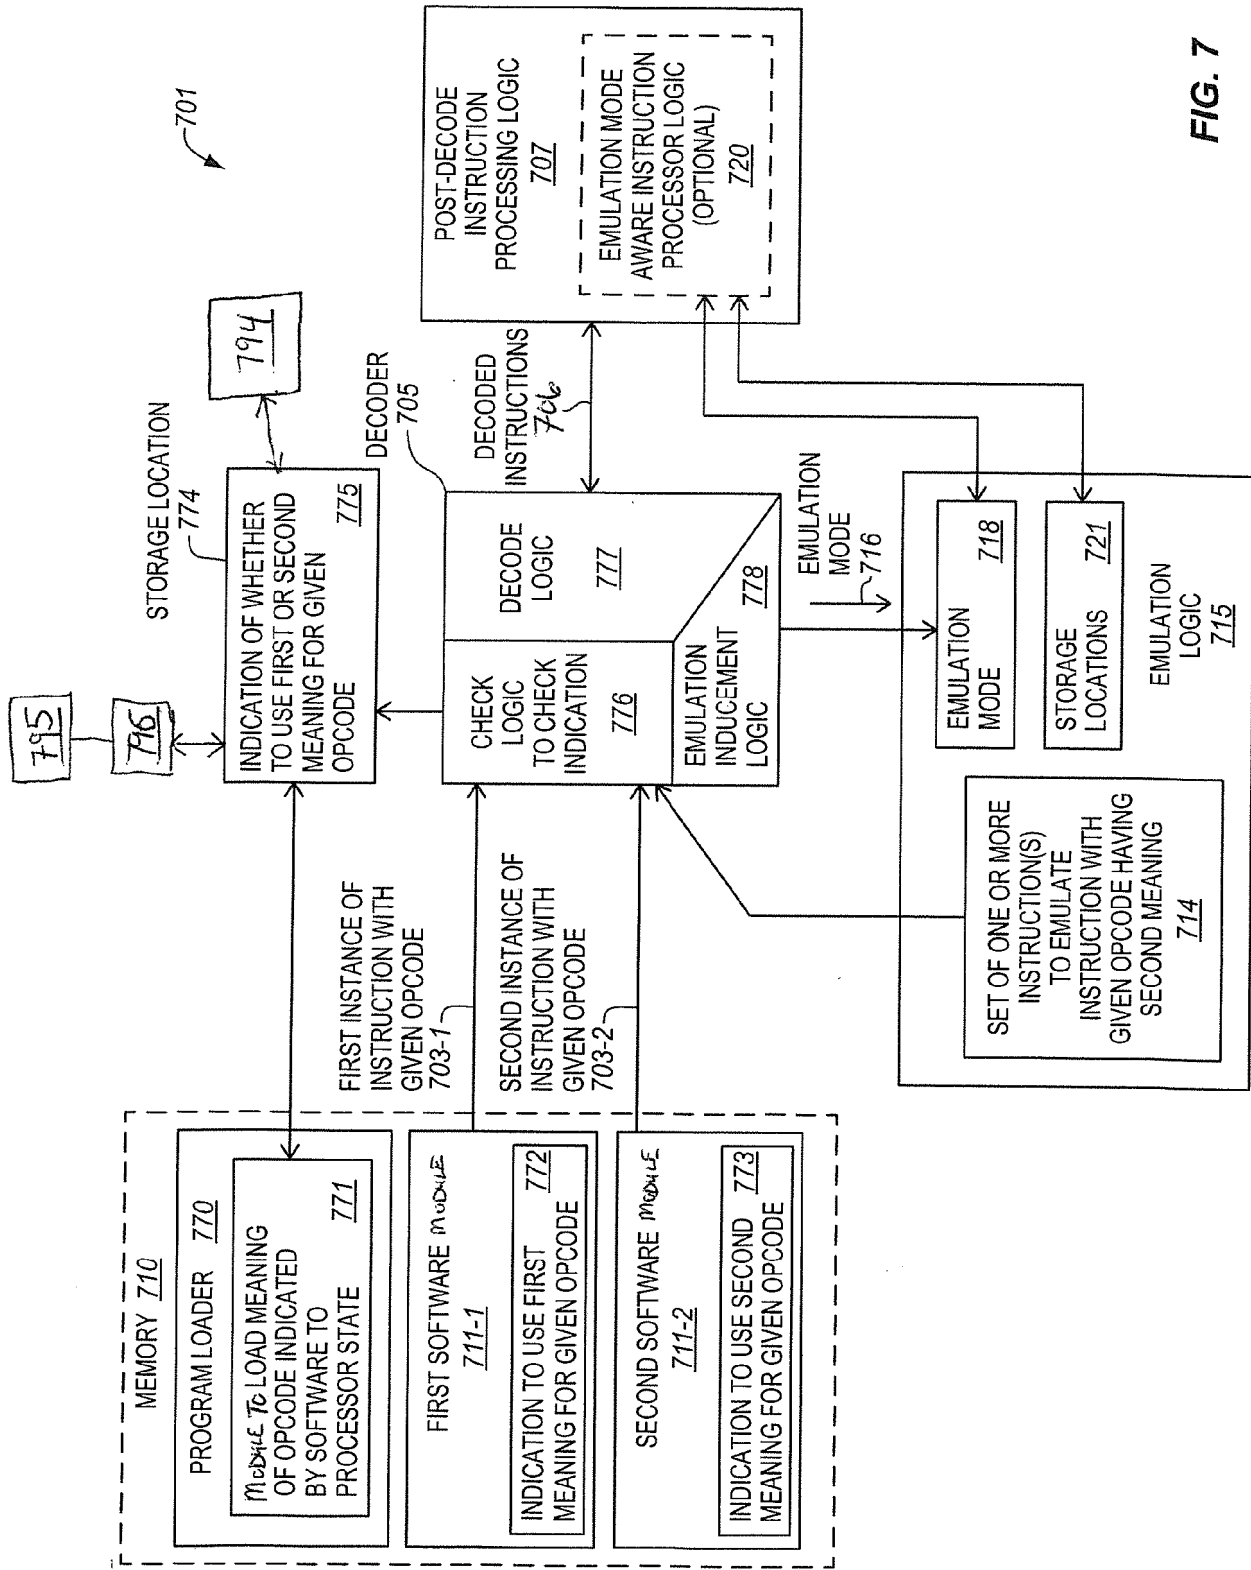 MEMORY 710
PROGRAM LOADER 770
MODULE TO LOAD MEANING
OF OPCODE INDICATED
BY SOFTWARE TO
PROCESSOR STATE 771
FIRST SOFTWARE MODULE
711-1
INDICATION TO USE FIRST 772
MEANING FOR GIVEN OPCODE
SECOND SOFTWARE MODULE
711-2
INDICATION TO USE SECOND 773
MEANING FOR GIVEN OPCODE
FIRST INSTANCE OF
INSTRUCTION WITH
GIVEN OPCODE
703-1
SECOND INSTANCE OF
INSTRUCTION WITH
GIVEN OPCODE
703-2
795
796
STORAGE LOCATION
774
INDICATION OF WHETHER
TO USE FIRST OR SECOND
MEANING FOR GIVEN
OPCODE 775
794
DECODER
705
CHECK
LOGIC
TO CHECK
INDICATION
776
DECODE
LOGIC
777
EMULATION
INDUCEMENT
LOGIC 778
DECODED
INSTRUCTIONS
706
701
POST-DECODE
INSTRUCTION
PROCESSING LOGIC
707
EMULATION MODE
AWARE INSTRUCTION
PROCESSOR LOGIC
(OPTIONAL)
720
EMULATION
MODE
716
SET OF ONE OR MORE
INSTRUCTION(S)
TO EMULATE
INSTRUCTION WITH
GIVEN OPCODE HAVING
SECOND MEANING
714
EMULATION
MODE 718
STORAGE
LOCATIONS 721
EMULATION
LOGIC
715
FIG. 7